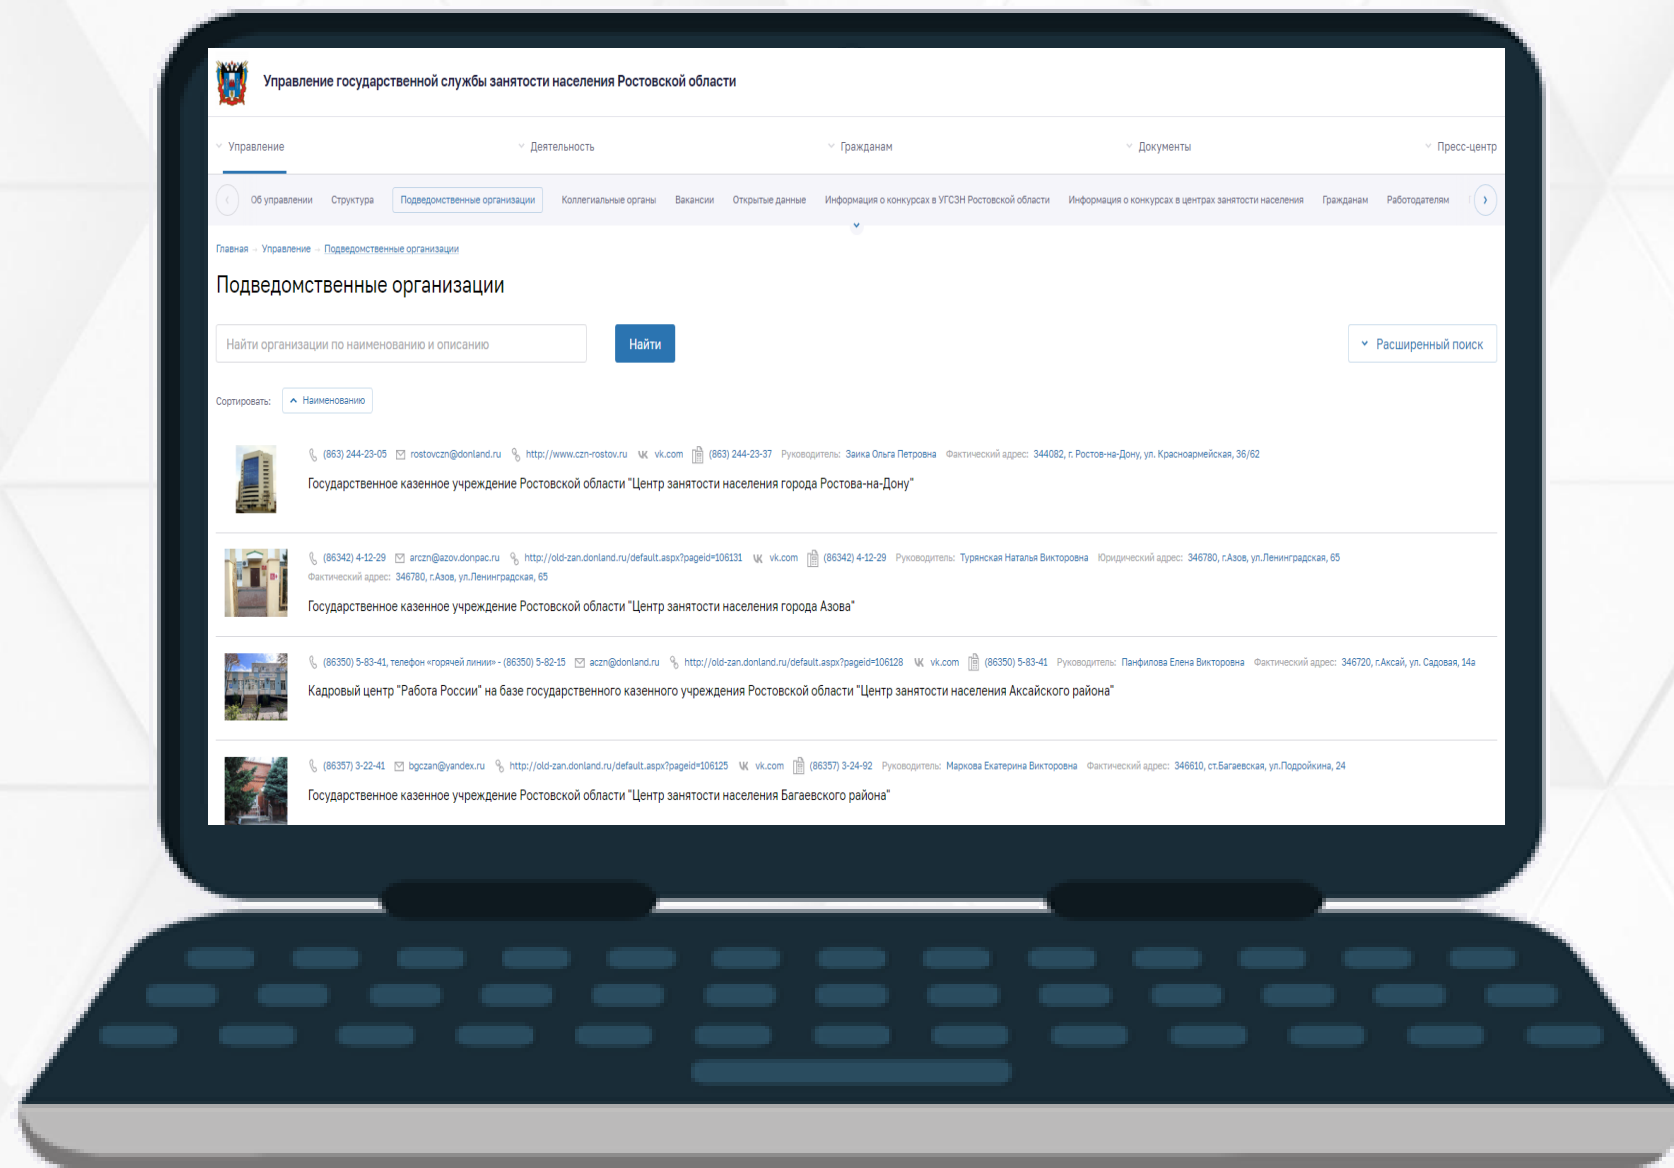 Управление государственной службы занятости населения Ростовской области
Управление Деятельность Гражданам Документы Пресс-центр
Об управлении Структура Подведомственные организации Коллегиальные органы Вакансии Открытые данные Информация о конкурсах в УГСЗН Ростовской области Информация о конкурсах в центрах занятости населения Гражданам Работодателям
Главная - Управление - Подведомственные организации
Подведомственные организации
Найти организации по наименованию и описанию Найти Расширенный поиск
Сортировать: Наименованию
(863) 244-23-05 rostovczn@donland.ru http://www.czn-rostov.ru vk.com (863) 244-23-37 Руководитель: Заика Ольга Петровна Фактический адрес: 344082, г. Ростов-на-Дону, ул. Красноармейская, 36/62
Государственное казенное учреждение Ростовской области "Центр занятости населения города Ростова-на-Дону"
(86342) 4-12-29 arczn@azov.donpac.ru http://old-zan.donland.ru/default.aspx?pageid=106131 vk.com (86342) 4-12-29 Руководитель: Турянская Наталья Викторовна Юридический адрес: 346780, г.Азов, ул.Ленинградская, 65
Фактический адрес: 346780, г.Азов, ул.Ленинградская, 65
Государственное казенное учреждение Ростовской области "Центр занятости населения города Азова"
(86350) 5-83-41, телефон «горячей линии» - (86350) 5-82-15 aczn@donland.ru http://old-zan.donland.ru/default.aspx?pageid=106128 vk.com (86350) 5-83-41 Руководитель: Панфилова Елена Викторовна Фактический адрес: 346720, г.Аксай, ул. Садовая, 14а
Кадровый центр "Работа России" на базе государственного казенного учреждения Ростовской области "Центр занятости населения Аксайского района"
(86357) 3-22-41 bgczan@yandex.ru http://old-zan.donland.ru/default.aspx?pageid=106125 vk.com (86357) 3-24-92 Руководитель: Маркова Екатерина Викторовна Фактический адрес: 346610, ст.Багаевская, ул.Подройкина, 24
Государственное казенное учреждение Ростовской области "Центр занятости населения Багаевского района"